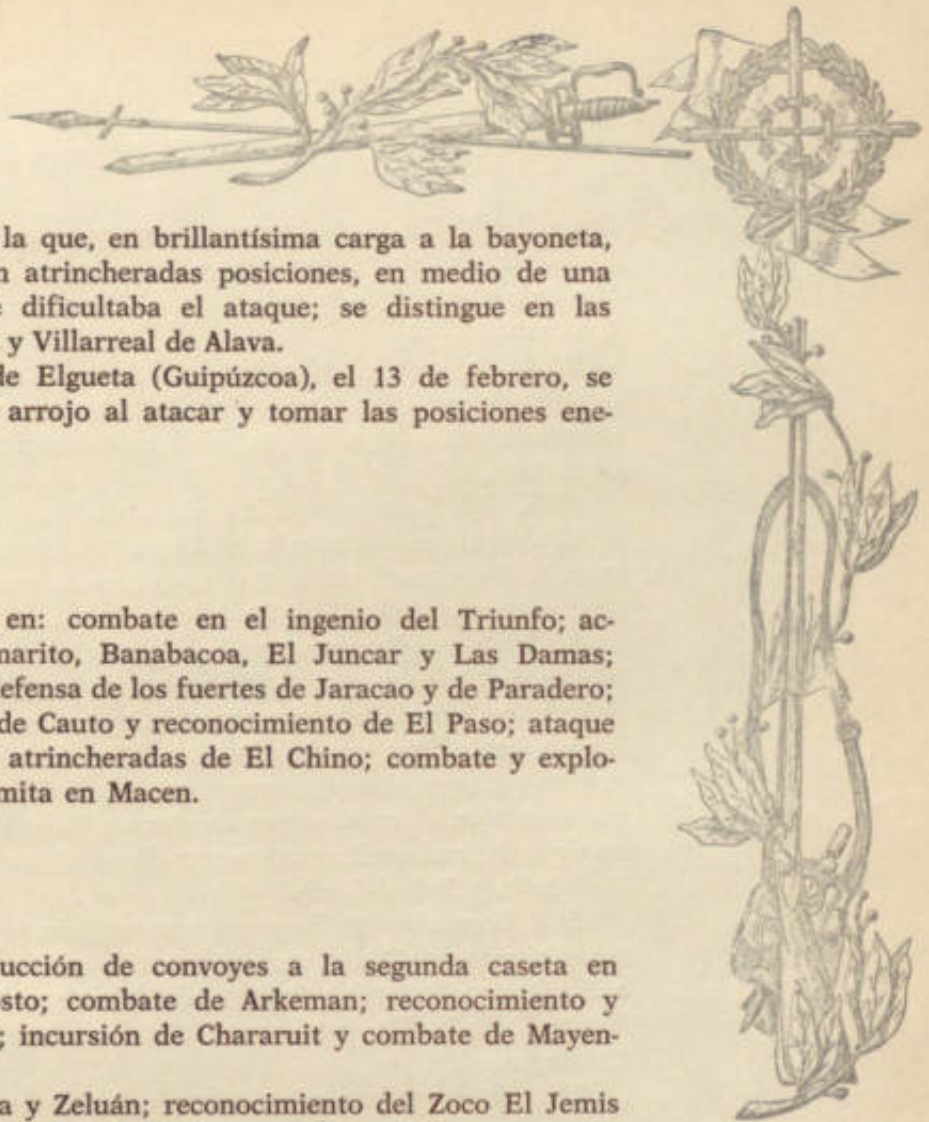 la que, en brillantísima carga a la bayoneta,
atrincheradas posiciones, en medio de una
dificultaba el ataque; se distingue en las
y Villarreal de Alava.
de Elgueta (Guipúzcoa), el 13 de febrero, se
arrojo al atacar y tomar las posiciones ene-
en: combate en el ingenio del Triunfo; ac-
marito, Banabacoa, El Juncar y Las Damas;
defensa de los fuertes de Jaracao y de Paradero;
de Cauto y reconocimiento de El Paso; ataque
atrincheradas de El Chino; combate y explo-
mita en Macen.
ucción de convoyes a la segunda caseta en
sto; combate de Arkeman; reconocimiento y
; incursión de Chararuit y combate de Mayen-
a y Zeluán; reconocimiento del Zoco El Jemis